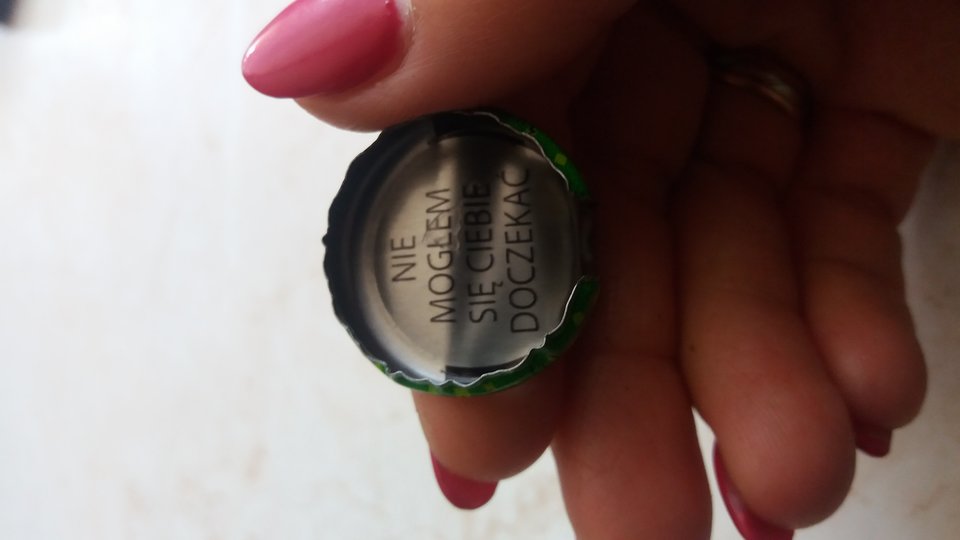 NIE
MOGŁEM
SIĘ CIEBIE
DOCZEKAĆ